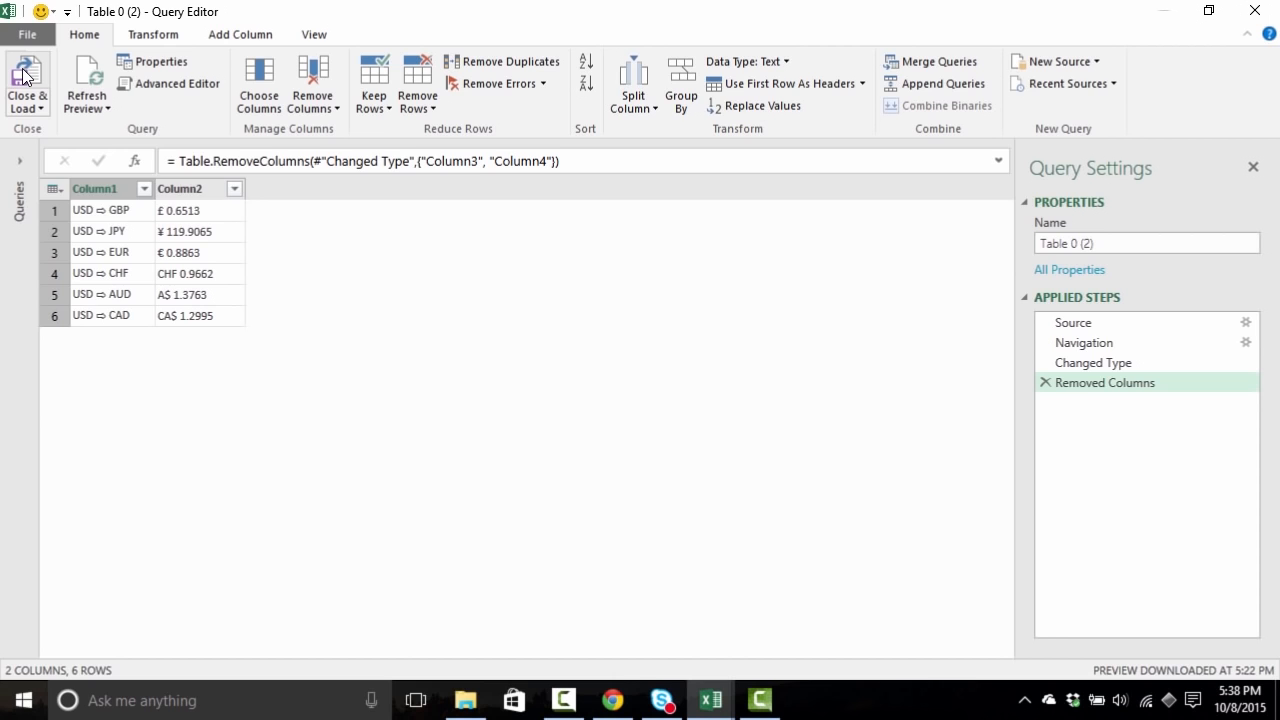 Table 0 (2) - Query Editor
File Home Transform Add Column View
Close & Load
Refresh Preview
Properties
Advanced Editor
Choose Columns
Remove Columns
Keep Rows
Remove Rows
Remove Duplicates
Remove Errors
A Z
Z A
Split Column
Group By
Data Type: Text
Use First Row As Headers
1 2 Replace Values
Merge Queries
Append Queries
Combine Binaries
New Source
Recent Sources
Close Query Manage Columns Reduce Rows Sort Transform Combine New Query
Queries
fx = Table.RemoveColumns(#"Changed Type",{"Column3", "Column4"})
Column1 Column2
1 USD ⇨ GBP £ 0.6513
2 USD ⇨ JPY ¥ 119.9065
3 USD ⇨ EUR € 0.8863
4 USD ⇨ CHF CHF 0.9662
5 USD ⇨ AUD A$ 1.3763
6 USD ⇨ CAD CA$ 1.2995
Query Settings
PROPERTIES
Name
Table 0 (2)
All Properties
APPLIED STEPS
Source
Navigation
Changed Type
Removed Columns
2 COLUMNS, 6 ROWS
PREVIEW DOWNLOADED AT 5:22 PM
Ask me anything
5:38 PM
10/8/2015